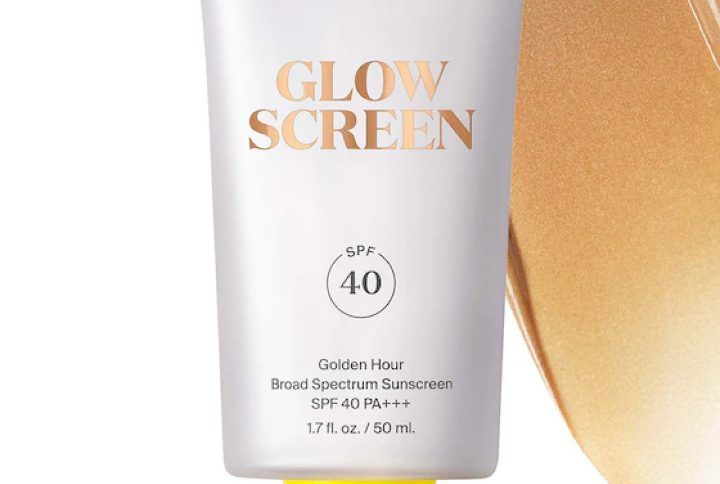 GLOW
SCREEN
SPF
40
Golden Hour
Broad Spectrum Sunscreen
SPF 40 PA+++
1.7 fl. oz. / 50 ml.